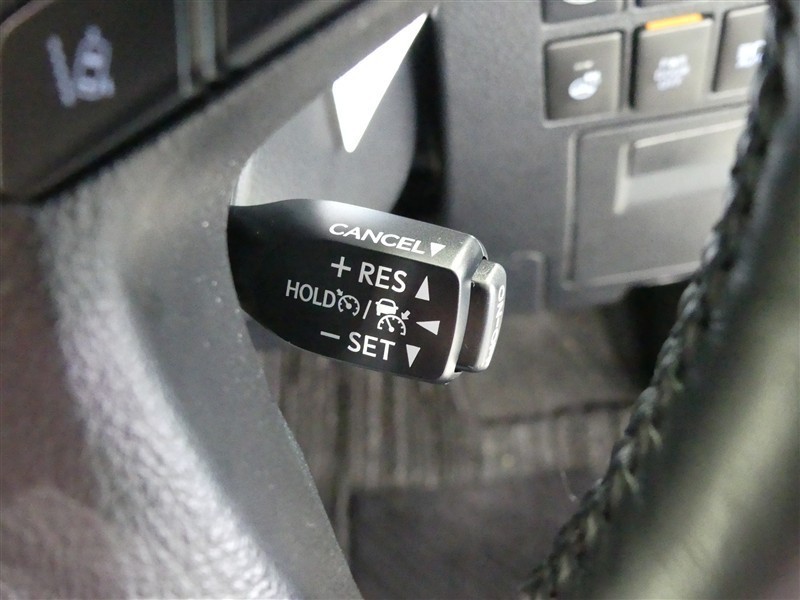 CANCEL▼
+ RES ▲
HOLD / ◀
− SET ▼